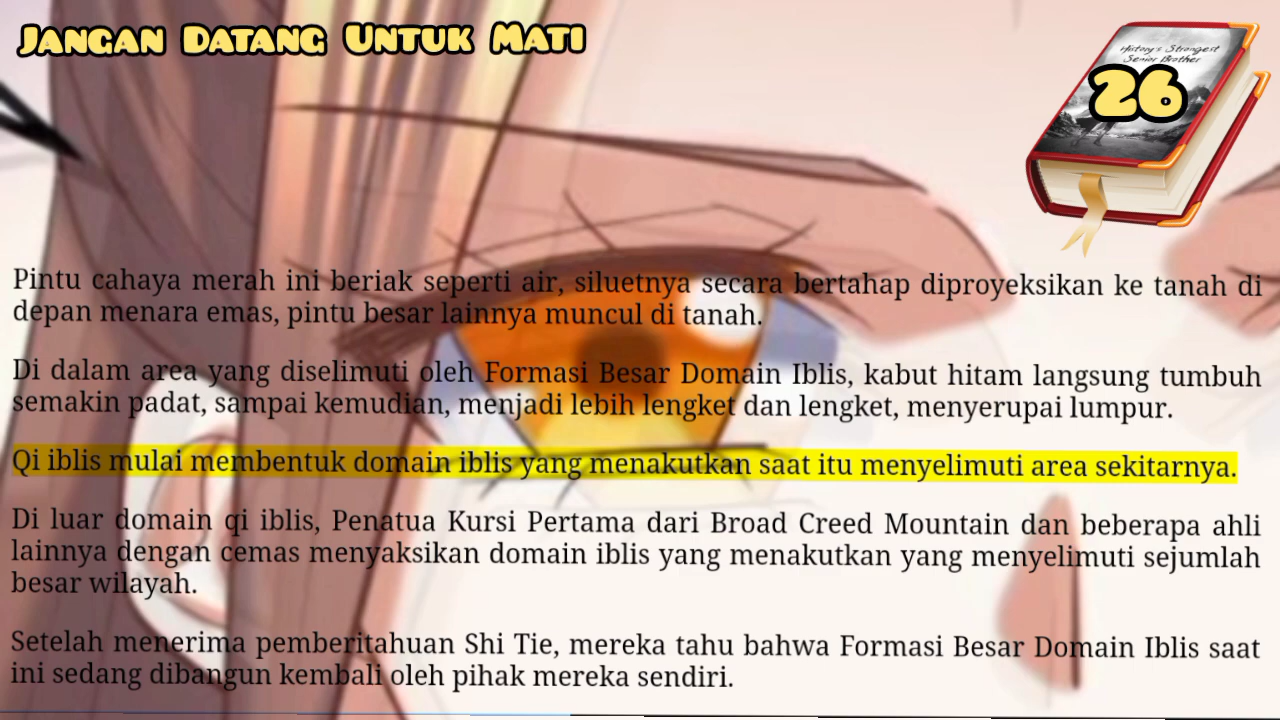 Jangan Datang Untuk Mati
History's Strongest
Senior Brother
26
Pintu cahaya merah ini beriak seperti air, siluetnya secara bertahap diproyeksikan ke tanah di
depan menara emas, pintu besar lainnya muncul di tanah.
Di dalam area yang diselimuti oleh Formasi Besar Domain Iblis, kabut hitam langsung tumbuh
semakin padat, sampai kemudian, menjadi lebih lengket dan lengket, menyerupai lumpur.
Qi iblis mulai membentuk domain iblis yang menakutkan saat itu menyelimuti area sekitarnya.
Di luar domain qi iblis, Penatua Kursi Pertama dari Broad Creed Mountain dan beberapa ahli
lainnya dengan cemas menyaksikan domain iblis yang menakutkan yang menyelimuti sejumlah
besar wilayah.
Setelah menerima pemberitahuan Shi Tie, mereka tahu bahwa Formasi Besar Domain Iblis saat
ini sedang dibangun kembali oleh pihak mereka sendiri.